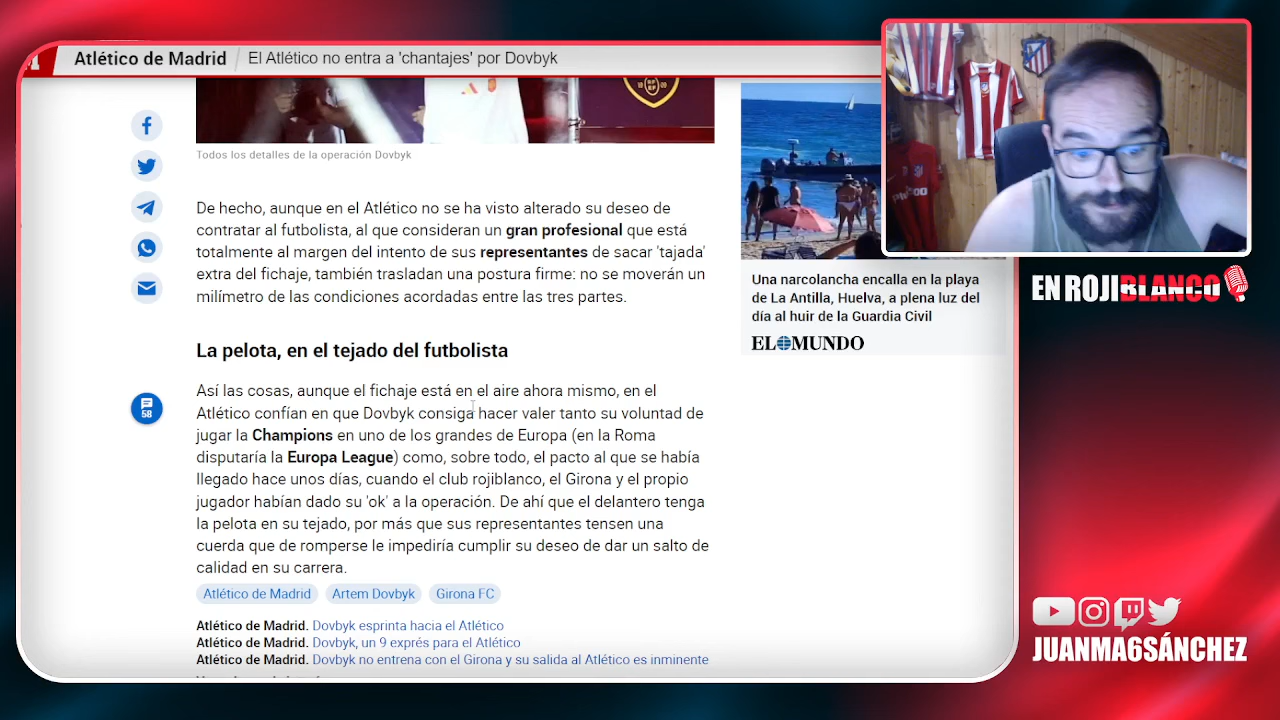 Atlético de Madrid
El Atlético no entra a 'chantajes' por Dovbyk
Todos los detalles de la operación Dovbyk
De hecho, aunque en el Atlético no se ha visto alterado su deseo de
contratar al futbolista, al que consideran un gran profesional que está
totalmente al margen del intento de sus representantes de sacar 'tajada'
extra del fichaje, también trasladan una postura firme: no se moverán un
milímetro de las condiciones acordadas entre las tres partes.
La pelota, en el tejado del futbolista
Así las cosas, aunque el fichaje está en el aire ahora mismo, en el
Atlético confían en que Dovbyk consiga hacer valer tanto su voluntad de
jugar la Champions en uno de los grandes de Europa (en la Roma
disputaría la Europa League) como, sobre todo, el pacto al que se había
llegado hace unos días, cuando el club rojiblanco, el Girona y el propio
jugador habían dado su 'ok' a la operación. De ahí que el delantero tenga
la pelota en su tejado, por más que sus representantes tensen una
cuerda que de romperse le impediría cumplir su deseo de dar un salto de
calidad en su carrera.
58
Atlético de Madrid
Artem Dovbyk
Girona FC
Atlético de Madrid. Dovbyk esprinta hacia el Atlético
Atlético de Madrid. Dovbyk, un 9 exprés para el Atlético
Atlético de Madrid. Dovbyk no entrena con el Girona y su salida al Atlético es inminente
Una narcolancha encalla en la playa
de La Antilla, Huelva, a plena luz del
día al huir de la Guardia Civil
EL MUNDO
EN ROJIBLANCO
JUANMA6SÁNCHEZ